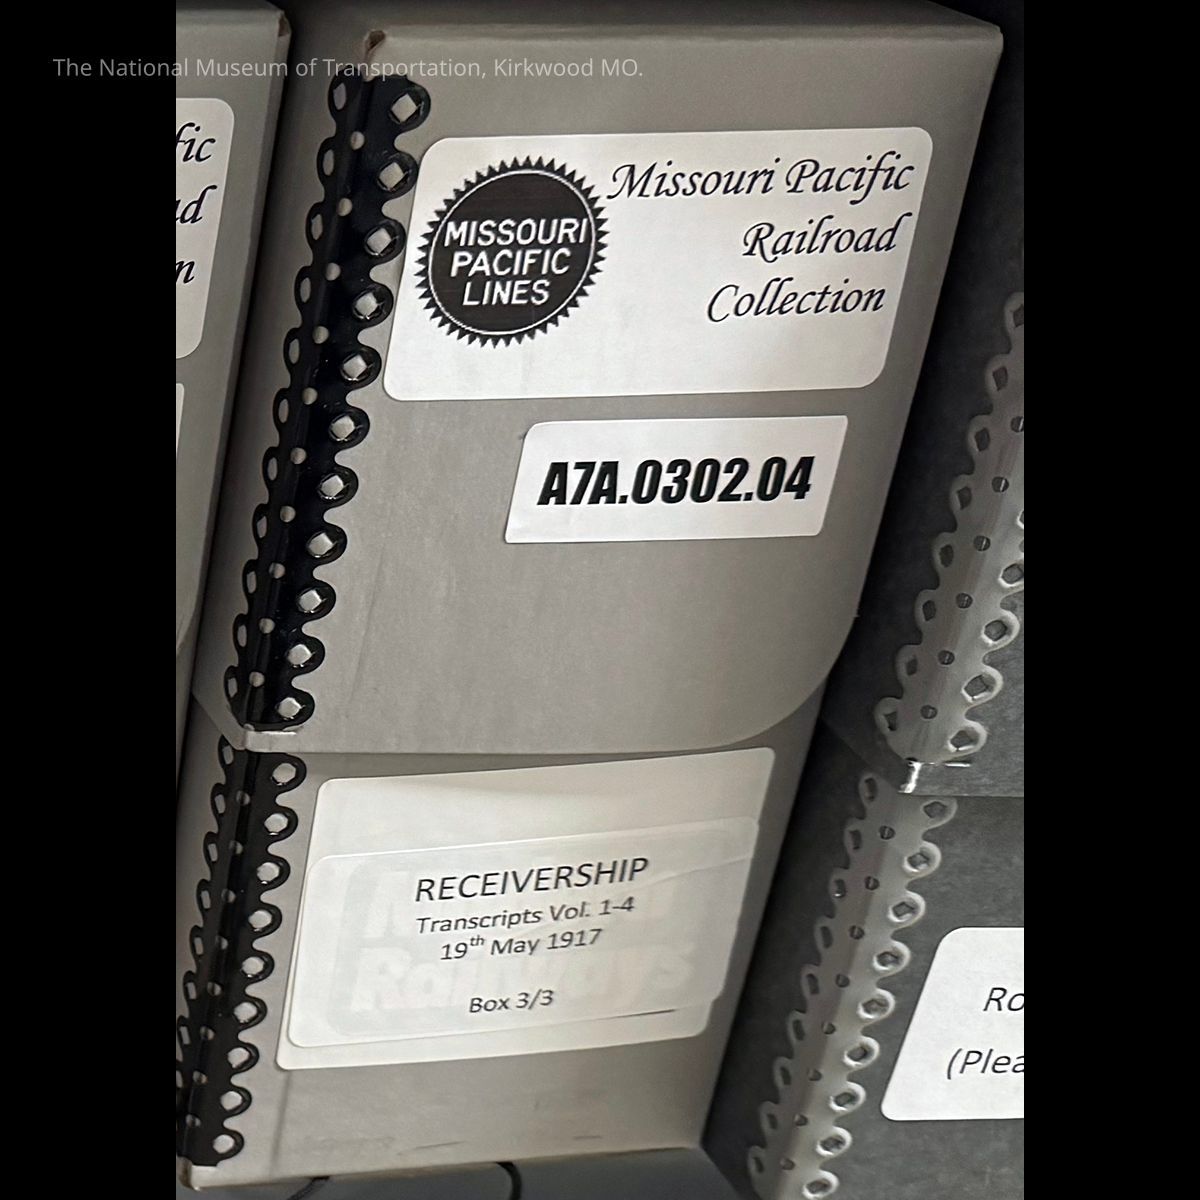 The National Museum of Transportation, Kirkwood MO.
MISSOURI
PACIFIC
LINES
Missouri Pacific
Railroad
Collection
A7A.0302.04
RECEIVERSHIP
Transcripts Vol. 1-4
19th May 1917
Box 3/3